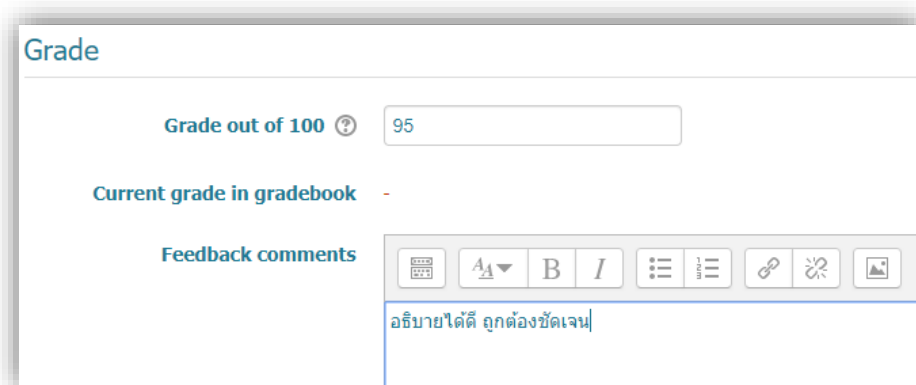 Grade
Grade out of 100 95
Current grade in gradebook -
Feedback comments
B I
อธิบายได้ดี ถูกต้องชัดเจน